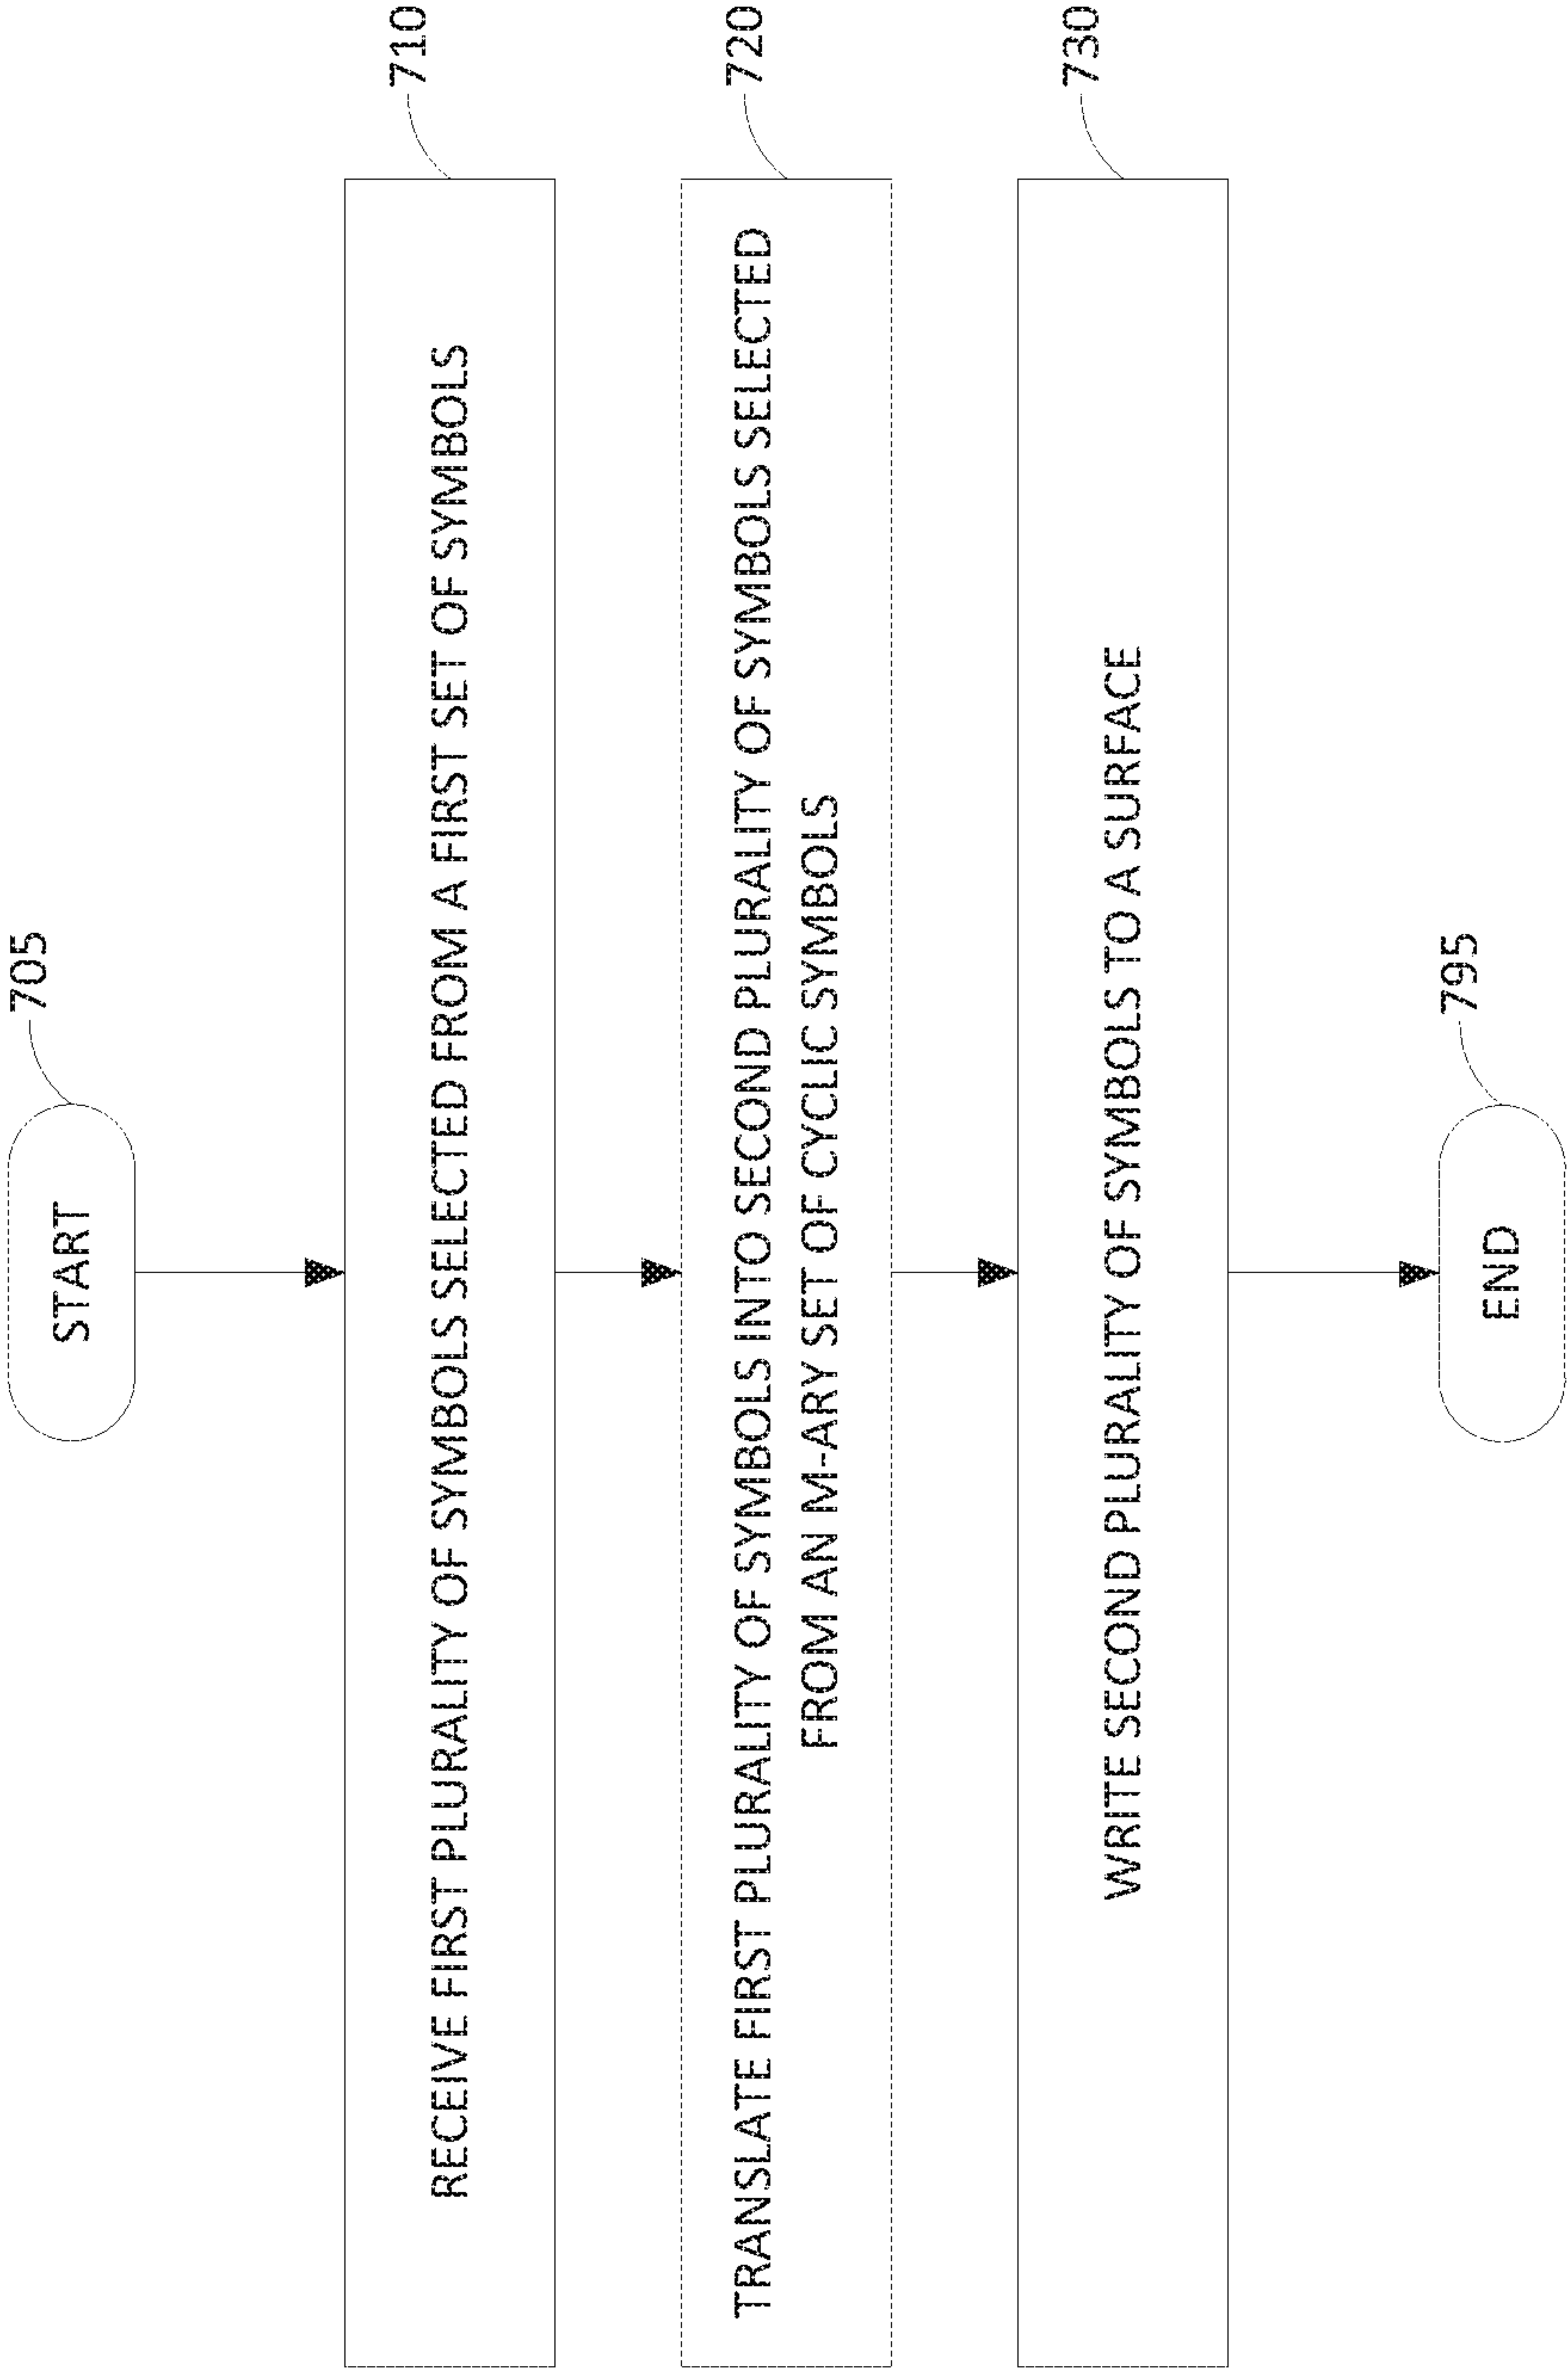 START
705
RECEIVE FIRST PLURALITY OF SYMBOLS SELECTED FROM A FIRST SET OF SYMBOLS
710
TRANSLATE FIRST PLURALITY OF SYMBOLS INTO SECOND PLURALITY OF SYMBOLS SELECTED
FROM AN M-ARY SET OF CYCLIC SYMBOLS
720
WRITE SECOND PLURALITY OF SYMBOLS TO A SURFACE
730
END
795